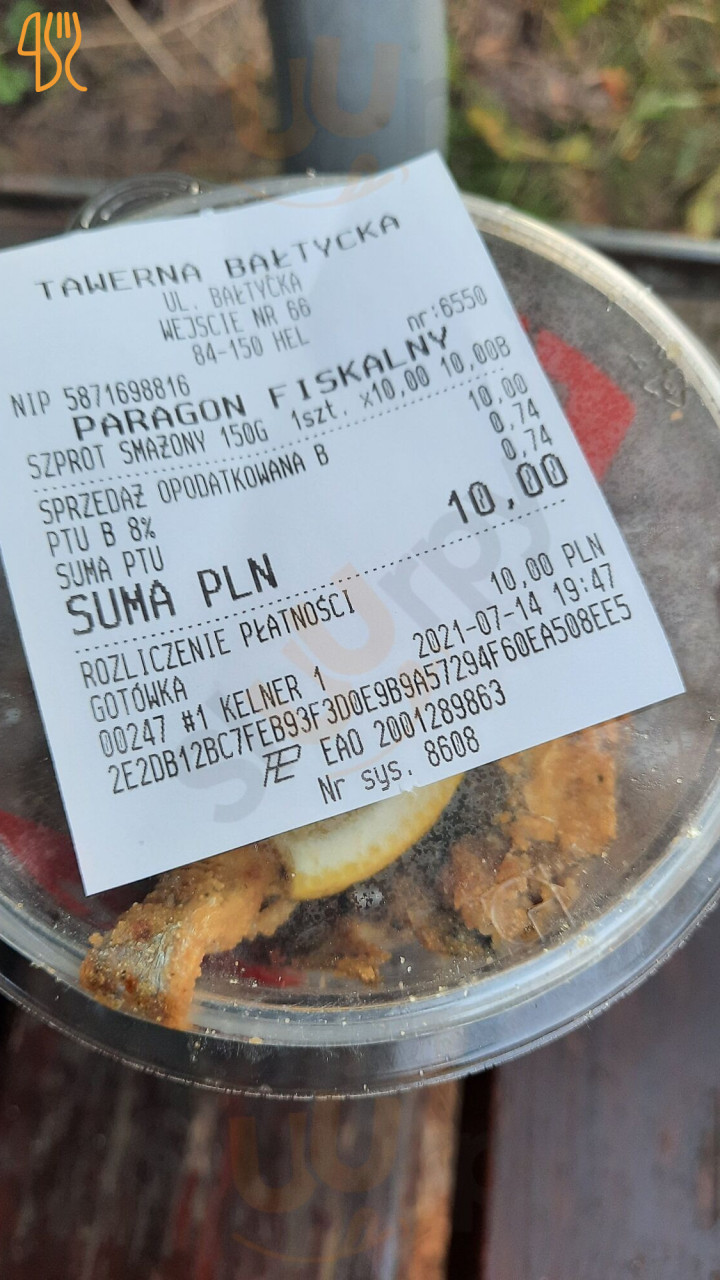 TAWERNA BAŁTYCKA
UL. BAŁTYCKA
WEJSCIE NR 66
84-150 HEL
NIP 5871698816 nr:6550
PARAGON FISKALNY
SZPROT SMAŻONY 150G 1szt. x10,00 10,00B
SPRZEDAŻ OPODATKOWANA B 10,00
PTU B 8% 0,74
SUMA PTU 0,74
SUMA PLN 10,00
ROZLICZENIE PŁATNOŚCI
GOTÓWKA 10,00 PLN
00247 #1 KELNER 1 2021-07-14 19:47
2E2DB12BC7FEB93F3D0E9B9A57294F60EA508EE5
EAO 2001289863
Nr sys. 8608